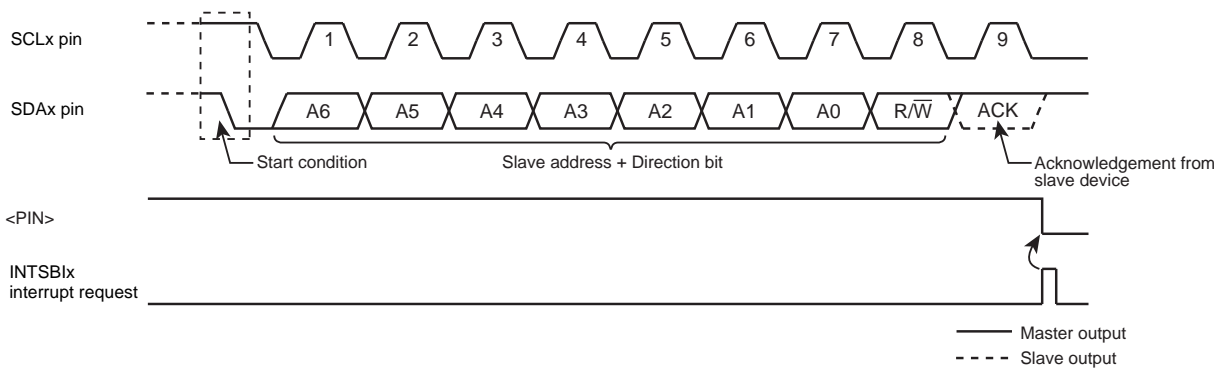 SCLx pin
1 2 3 4 5 6 7 8 9
SDAx pin
A6 A5 A4 A3 A2 A1 A0 R/W̅ ACK
Start condition
Slave address + Direction bit
Acknowledgement from
slave device
<PIN>
INTSBIx
interrupt request
Master output
Slave output